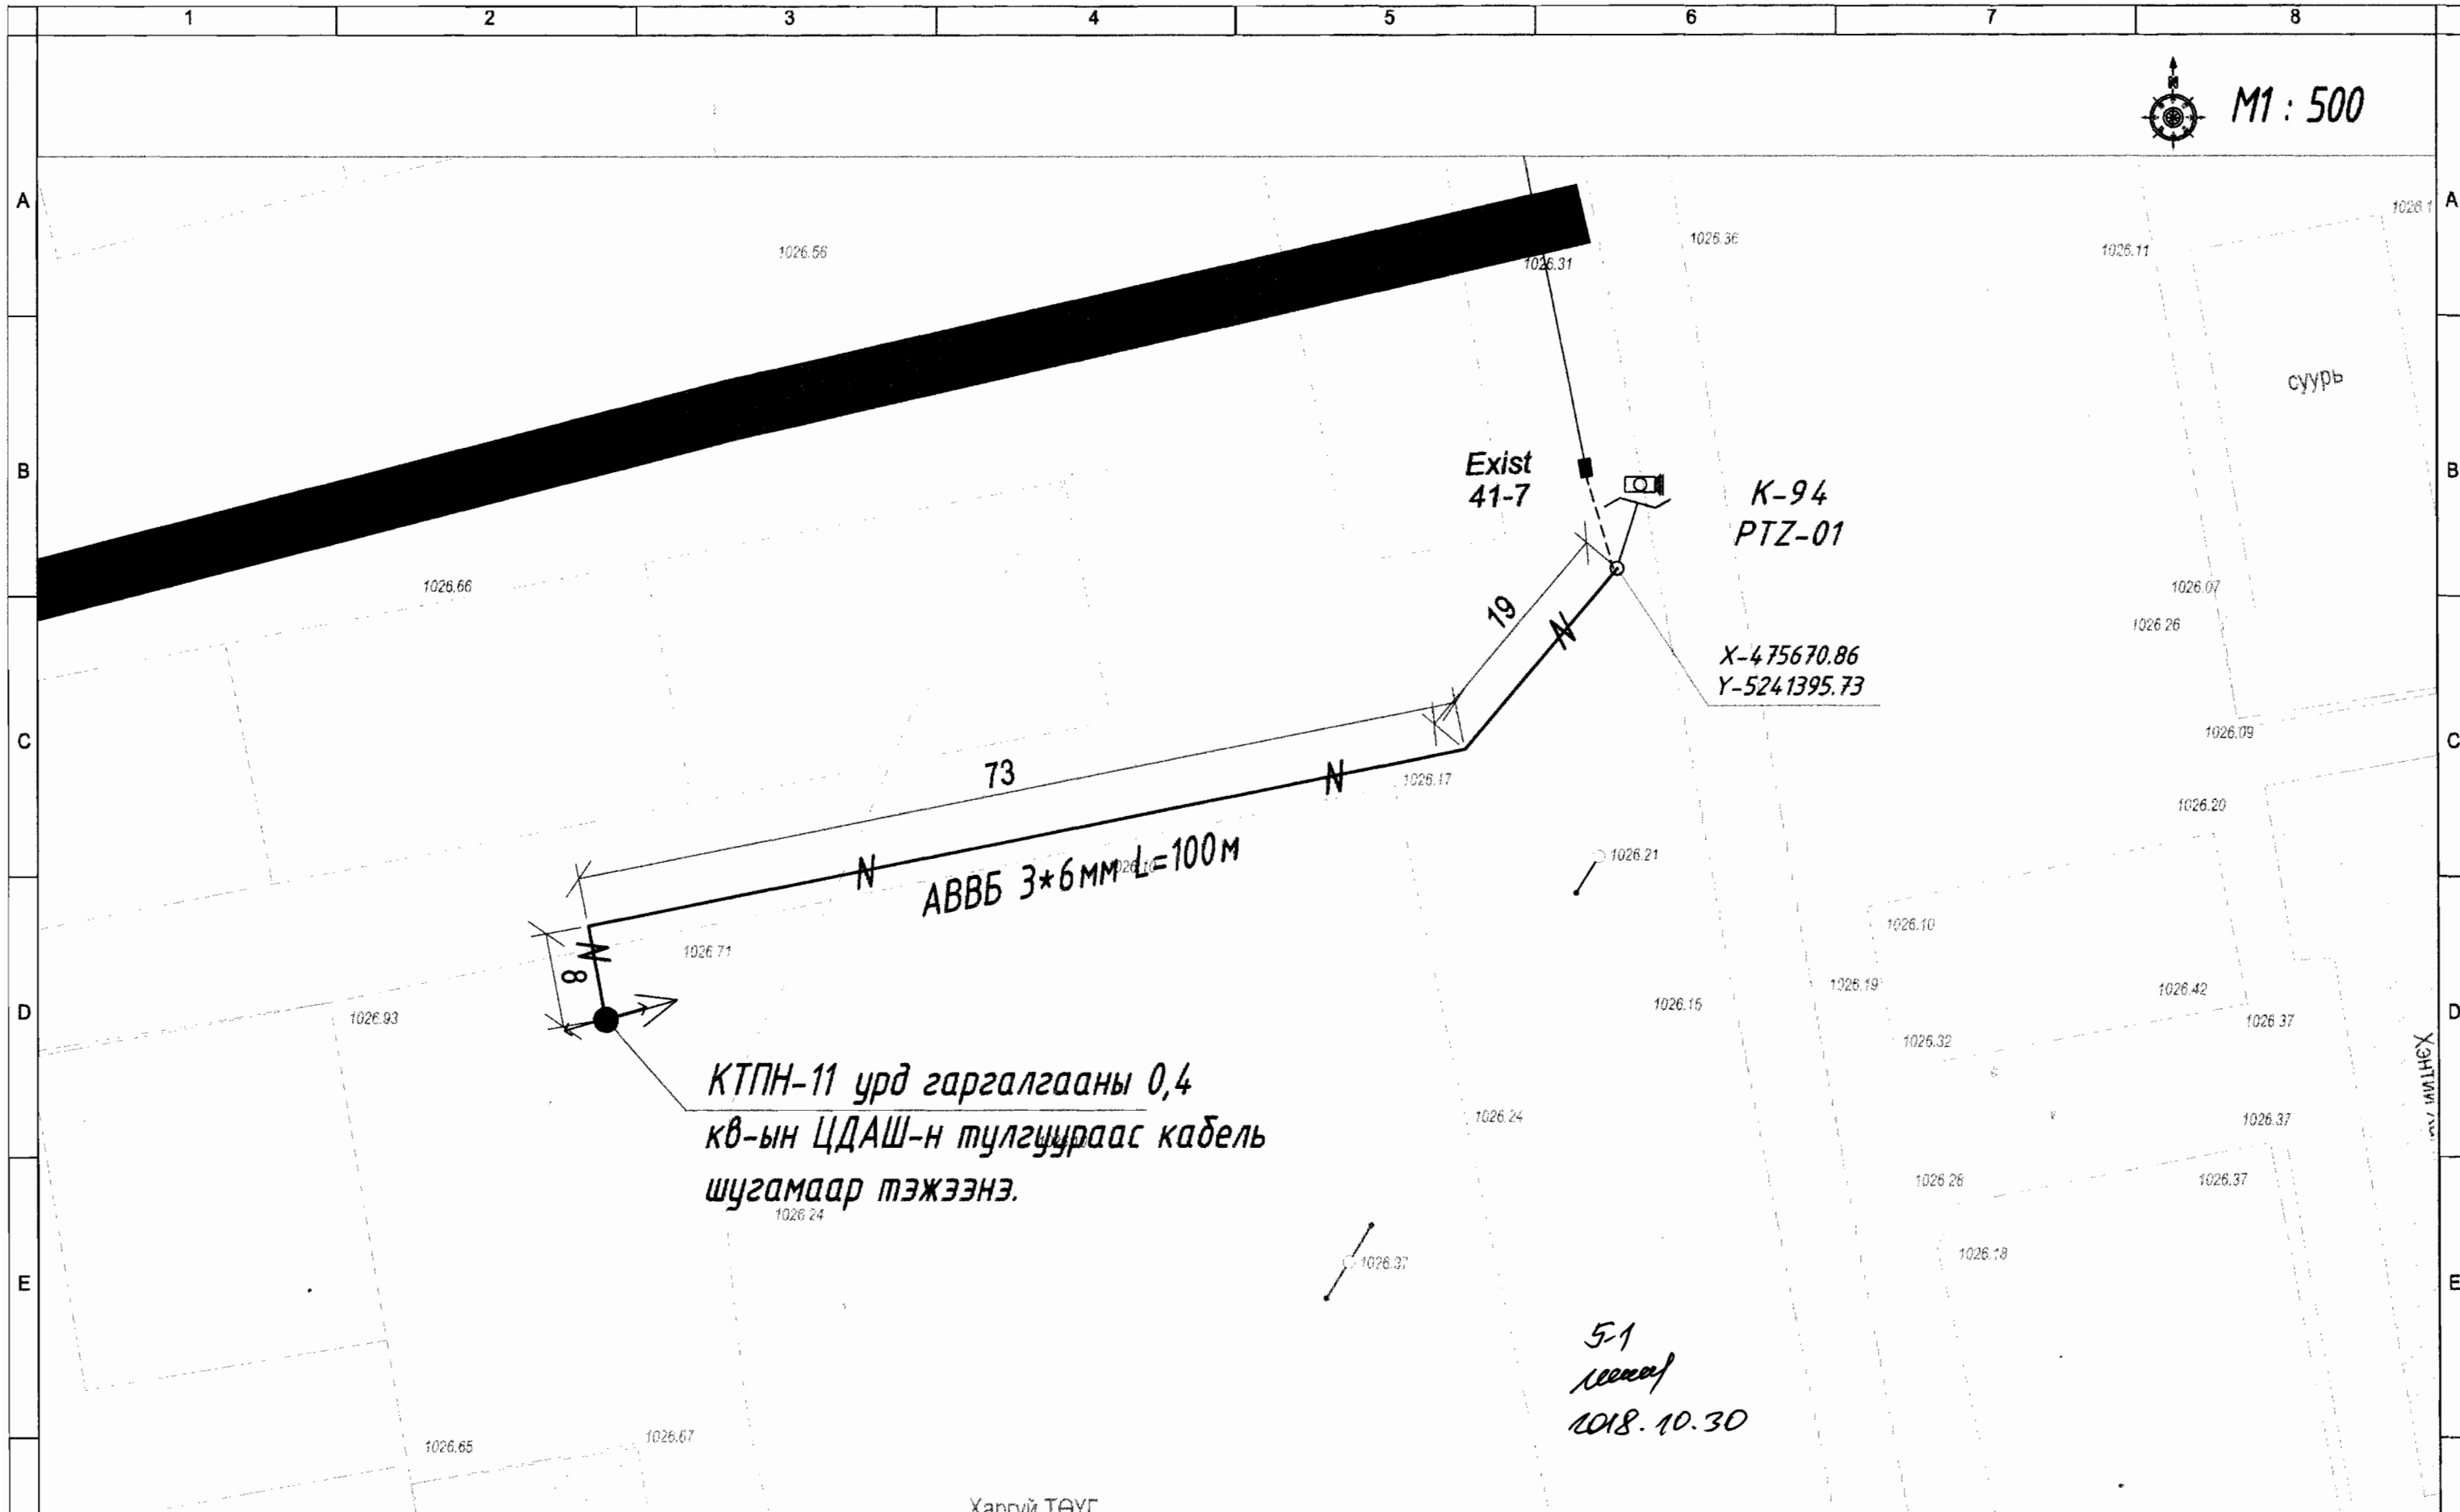 1 2 3 4 5 6 7 8
N
M1 : 500
A
A
1026.1
1026.56
1026.36
1026.11
1026.31
суурь
Exist
41-7
B
B
K-94
PTZ-01
1026.66
1026.07
1026.26
19
N
X-475670.86
Y-5241395.73
1026.09
C
C
73
N
1026.17
1026.20
N
АВВБ 3*6мм L=100м
1026.21
1026.10
1026.71
N
8
1026.93
1026.15
1026.19
1026.42
1026.37
D
D
1026.32
КТПН-11 урд гаргалгааны 0,4
кв-ын ЦДАШ-н тулгуураас кабель
шугамаар тэжээнэ.
1026.24
1026.37
1026.28
1026.37
1026.24
1026.37
1026.18
E
E
5-1
2018.10.30
1026.65
1026.67
Харгуй ТӨҮГ